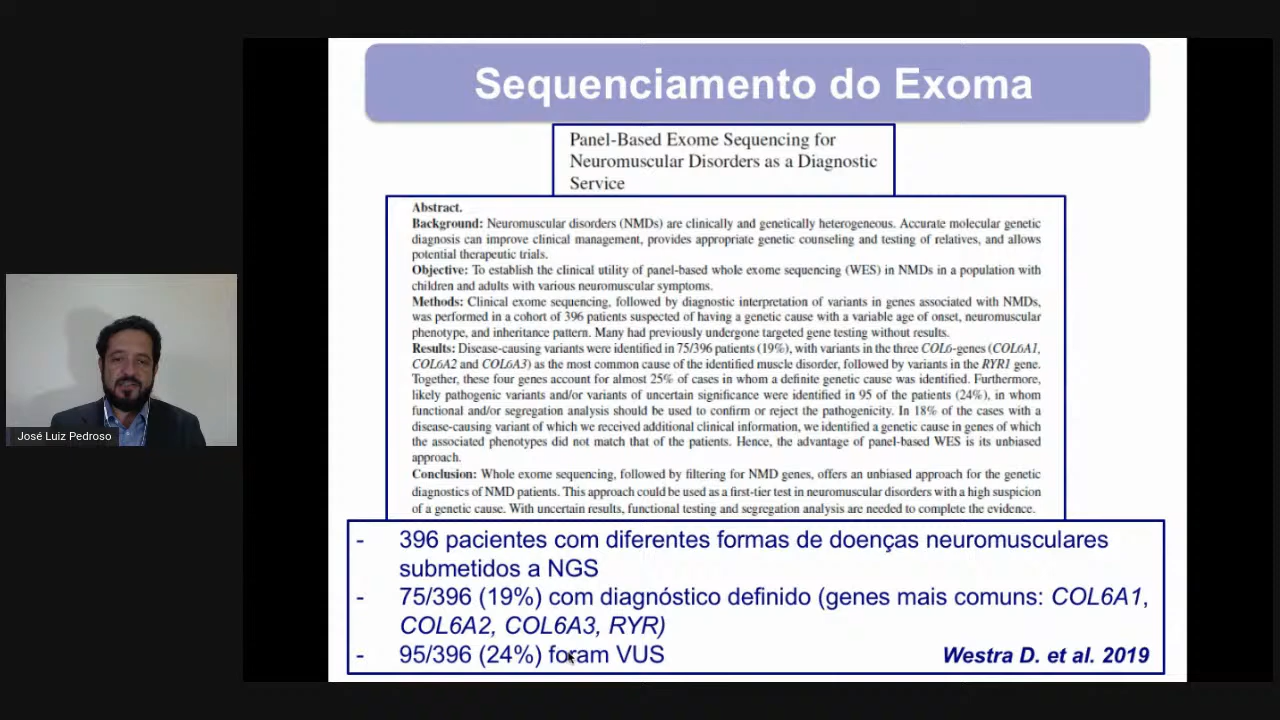 Sequenciamento do Exoma
Panel-Based Exome Sequencing for
Neuromuscular Disorders as a Diagnostic
Service
Abstract.
Background: Neuromuscular disorders (NMDs) are clinically and genetically heterogeneous. Accurate molecular genetic
diagnosis can improve clinical management, provides appropriate genetic counseling and testing of relatives, and allows
potential therapeutic trials.
Objective: To establish the clinical utility of panel-based whole exome sequencing (WES) in NMDs in a population with
children and adults with various neuromuscular symptoms.
Methods: Clinical exome sequencing, followed by diagnostic interpretation of variants in genes associated with NMDs,
was performed in a cohort of 396 patients suspected of having a genetic cause with a variable age of onset, neuromuscular
phenotype, and inheritance pattern. Many had previously undergone targeted gene testing without results.
Results: Disease-causing variants were identified in 75/396 patients (19%), with variants in the three COL6-genes (COL6A1,
COL6A2 and COL6A3) as the most common cause of the identified muscle disorder, followed by variants in the RYR1 gene.
Together, these four genes account for almost 25% of cases in whom a definite genetic cause was identified. Furthermore,
likely pathogenic variants and/or variants of uncertain significance were identified in 95 of the patients (24%), in whom
functional and/or segregation analysis should be used to confirm or reject the pathogenicity. In 18% of the cases with a
disease-causing variant of which we received additional clinical information, we identified a genetic cause in genes of which
the associated phenotypes did not match that of the patients. Hence, the advantage of panel-based WES is its unbiased
approach.
Conclusion: Whole exome sequencing, followed by filtering for NMD genes, offers an unbiased approach for the genetic
diagnostics of NMD patients. This approach could be used as a first-tier test in neuromuscular disorders with a high suspicion
of a genetic cause. With uncertain results, functional testing and segregation analysis are needed to complete the evidence.
- 396 pacientes com diferentes formas de doenças neuromusculares
submetidos a NGS
- 75/396 (19%) com diagnóstico definido (genes mais comuns: COL6A1,
COL6A2, COL6A3, RYR)
- 95/396 (24%) foram VUS
Westra D. et al. 2019
José Luiz Pedroso